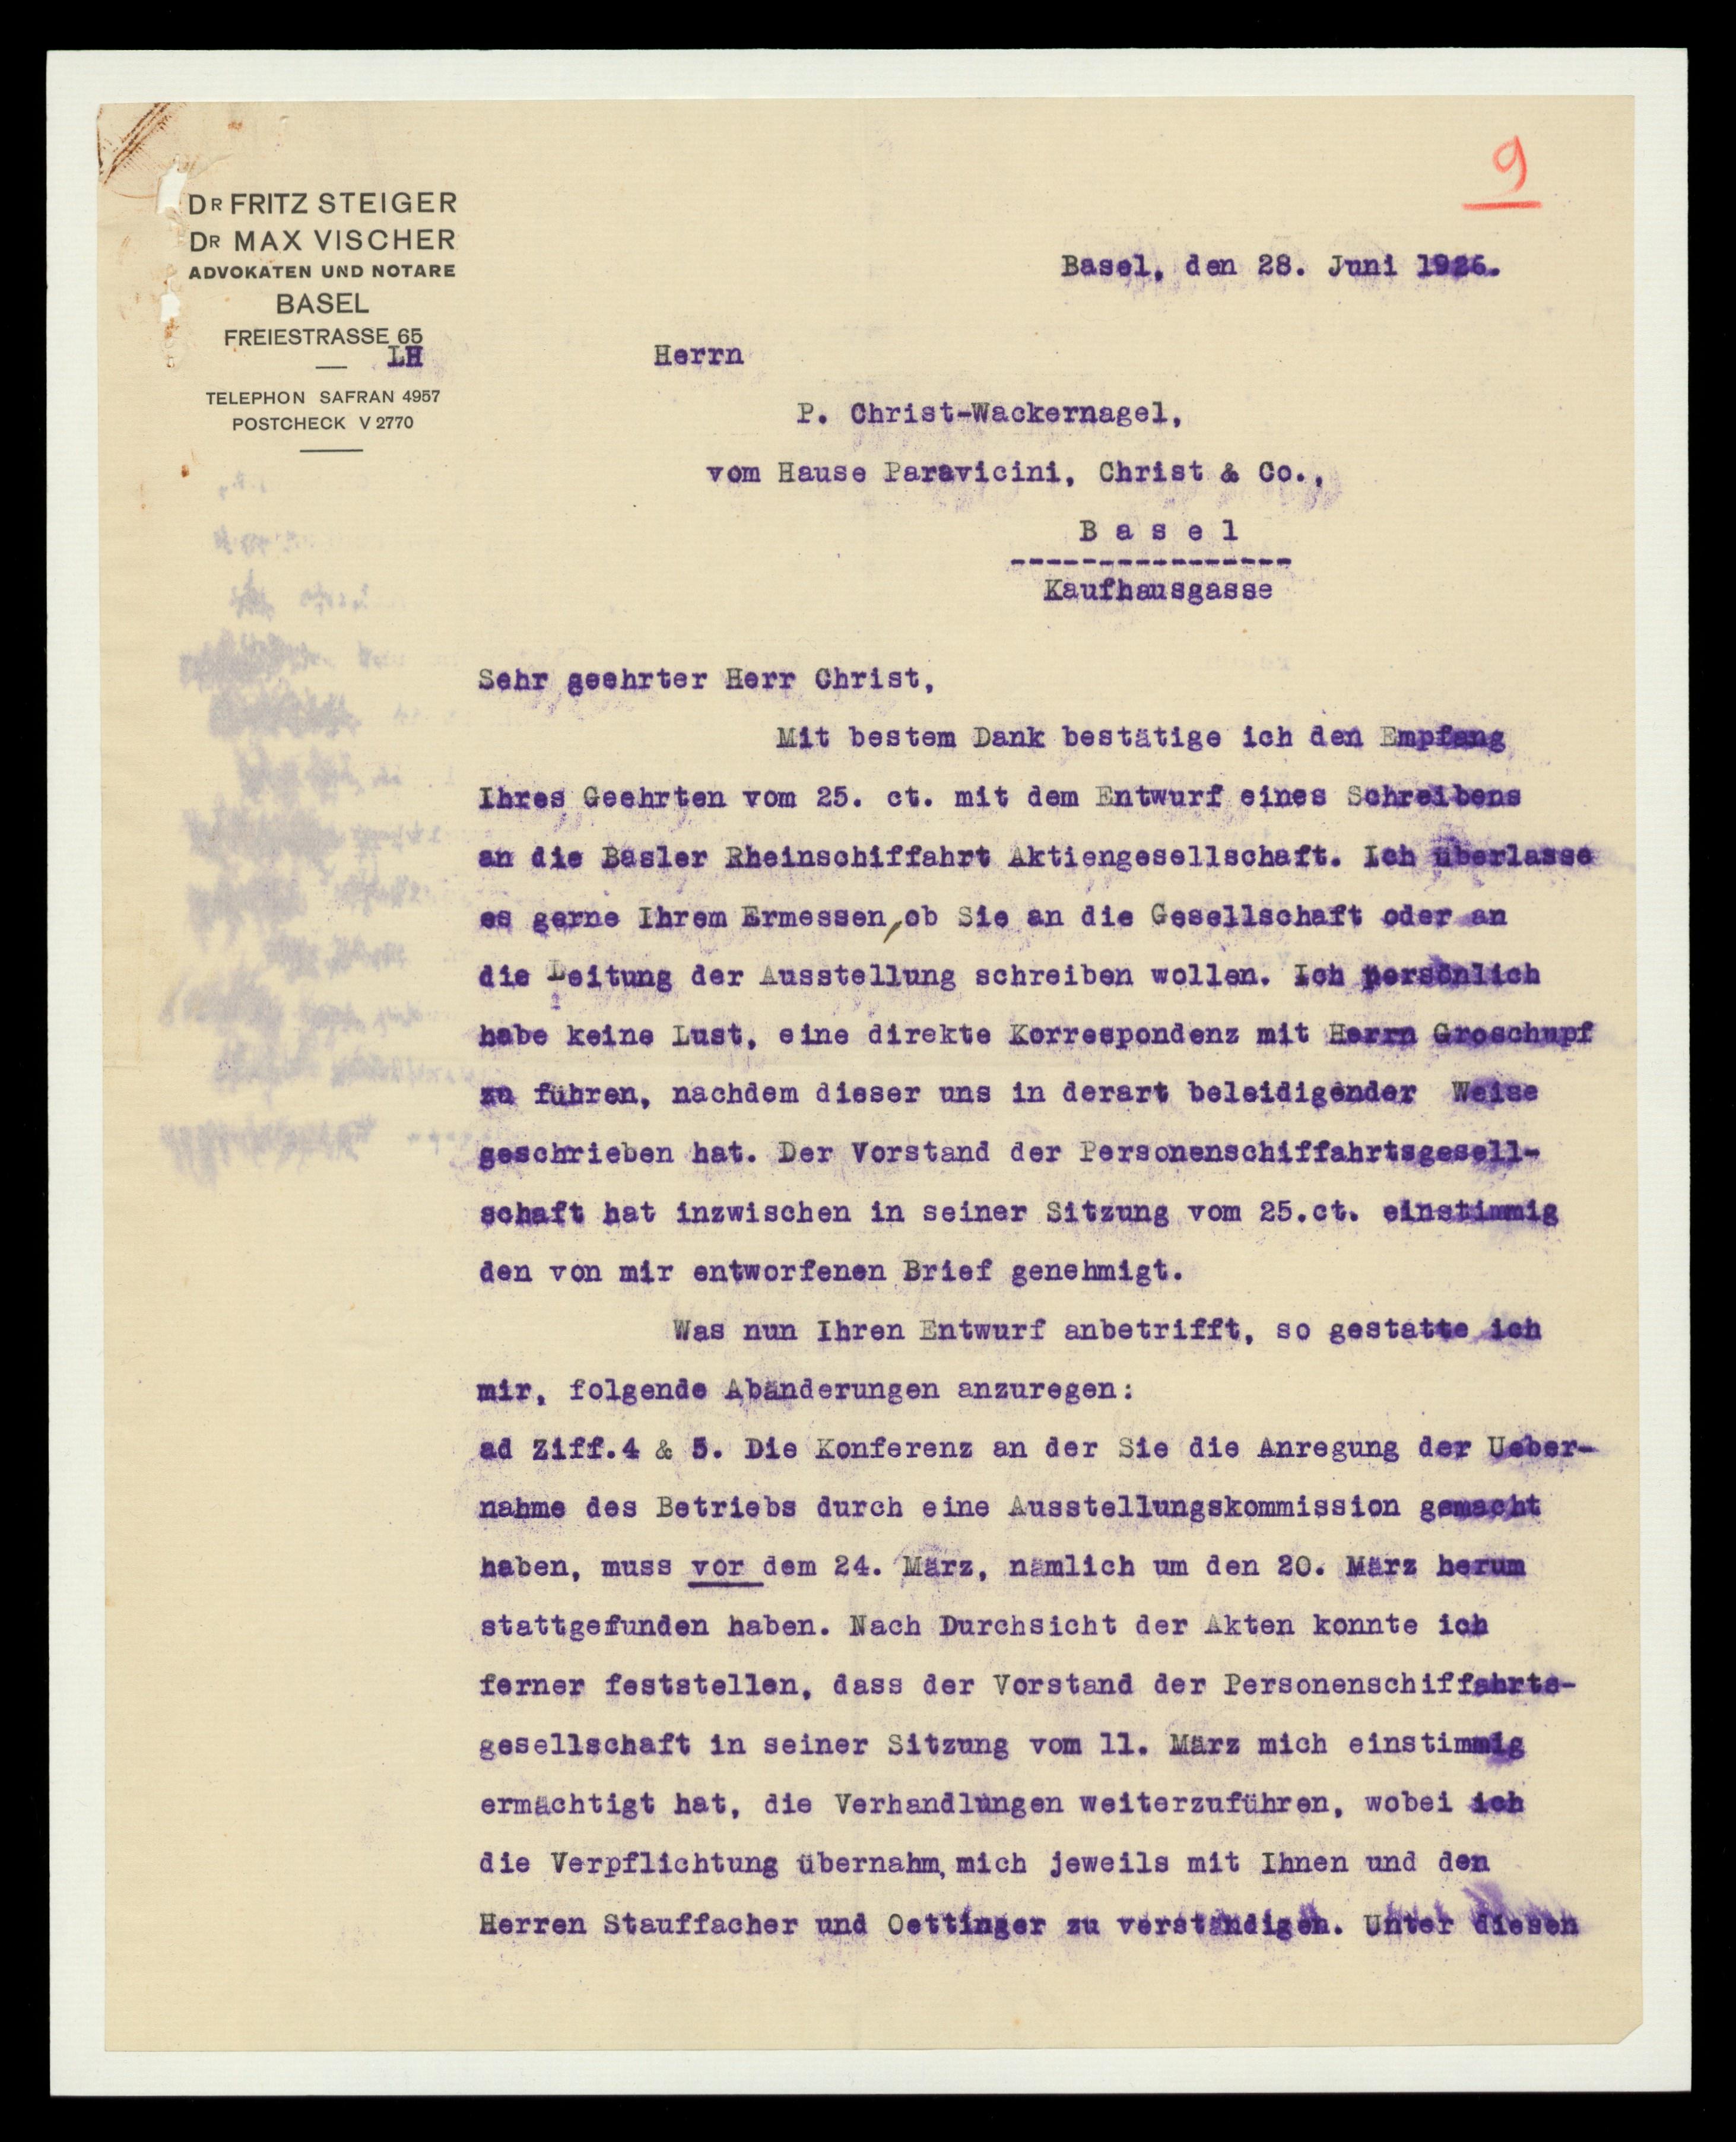 9
DR FRITZ STEIGER
DR MAX VISCHER
ADVOKATEN UND NOTARE
BASEL
FREIESTRASSE 65
LH
TELEPHON SAFRAN 4957
POSTCHECK V 2770
Basel, den 28. Juni 1926.
Herrn
P. Christ-Wackernagel,
vom Hause Paravicini, Christ & Co.,
B a s e l
----------------
Kaufhausgasse
Sehr geehrter Herr Christ,
Mit bestem Dank bestätige ich den Empfang
Ihres Geehrten vom 25. ct. mit dem Entwurf eines Schreibens
an die Basler Rheinschiffahrt Aktiengesellschaft. Ich überlasse
es gerne Ihrem Ermessen, ob Sie an die Gesellschaft oder an
die Leitung der Ausstellung schreiben wollen. Ich persönlich
habe keine Lust, eine direkte Korrespondenz mit Herrn Groschupf
zu führen, nachdem dieser uns in derart beleidigender Weise
geschrieben hat. Der Vorstand der Personenschiffahrtsgesell-
schaft hat inzwischen in seiner Sitzung vom 25.ct. einstimmig
den von mir entworfenen Brief genehmigt.
Was nun Ihren Entwurf anbetrifft, so gestatte ich
mir, folgende Abänderungen anzuregen:
ad Ziff.4 & 5. Die Konferenz an der Sie die Anregung der Ueber-
nahme des Betriebs durch eine Ausstellungskommission gemacht
haben, muss vor dem 24. März, nämlich um den 20. März herum
stattgefunden haben. Nach Durchsicht der Akten konnte ich
ferner feststellen, dass der Vorstand der Personenschiffahrts-
gesellschaft in seiner Sitzung vom 11. März mich einstimmig
ermächtigt hat, die Verhandlungen weiterzuführen, wobei ich
die Verpflichtung übernahm, mich jeweils mit Ihnen und den
Herren Stauffacher und Oettinger zu verständigen. Unter diesen